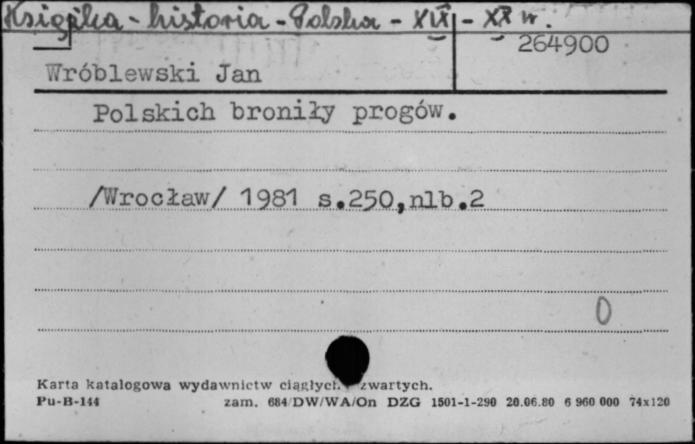 Książka - historia - Polska - XIX - XX w.
264900
Wróblewski Jan
Polskich broniły progów.
/Wrocław/ 1981 s.250,nlb.2
0
Karta katalogowa wydawnictw ciągłych zwartych.
Pu-B-144 zam. 684/DW/WA/On DZG 1501-1-290 20.06.80 6 960 000 74x120